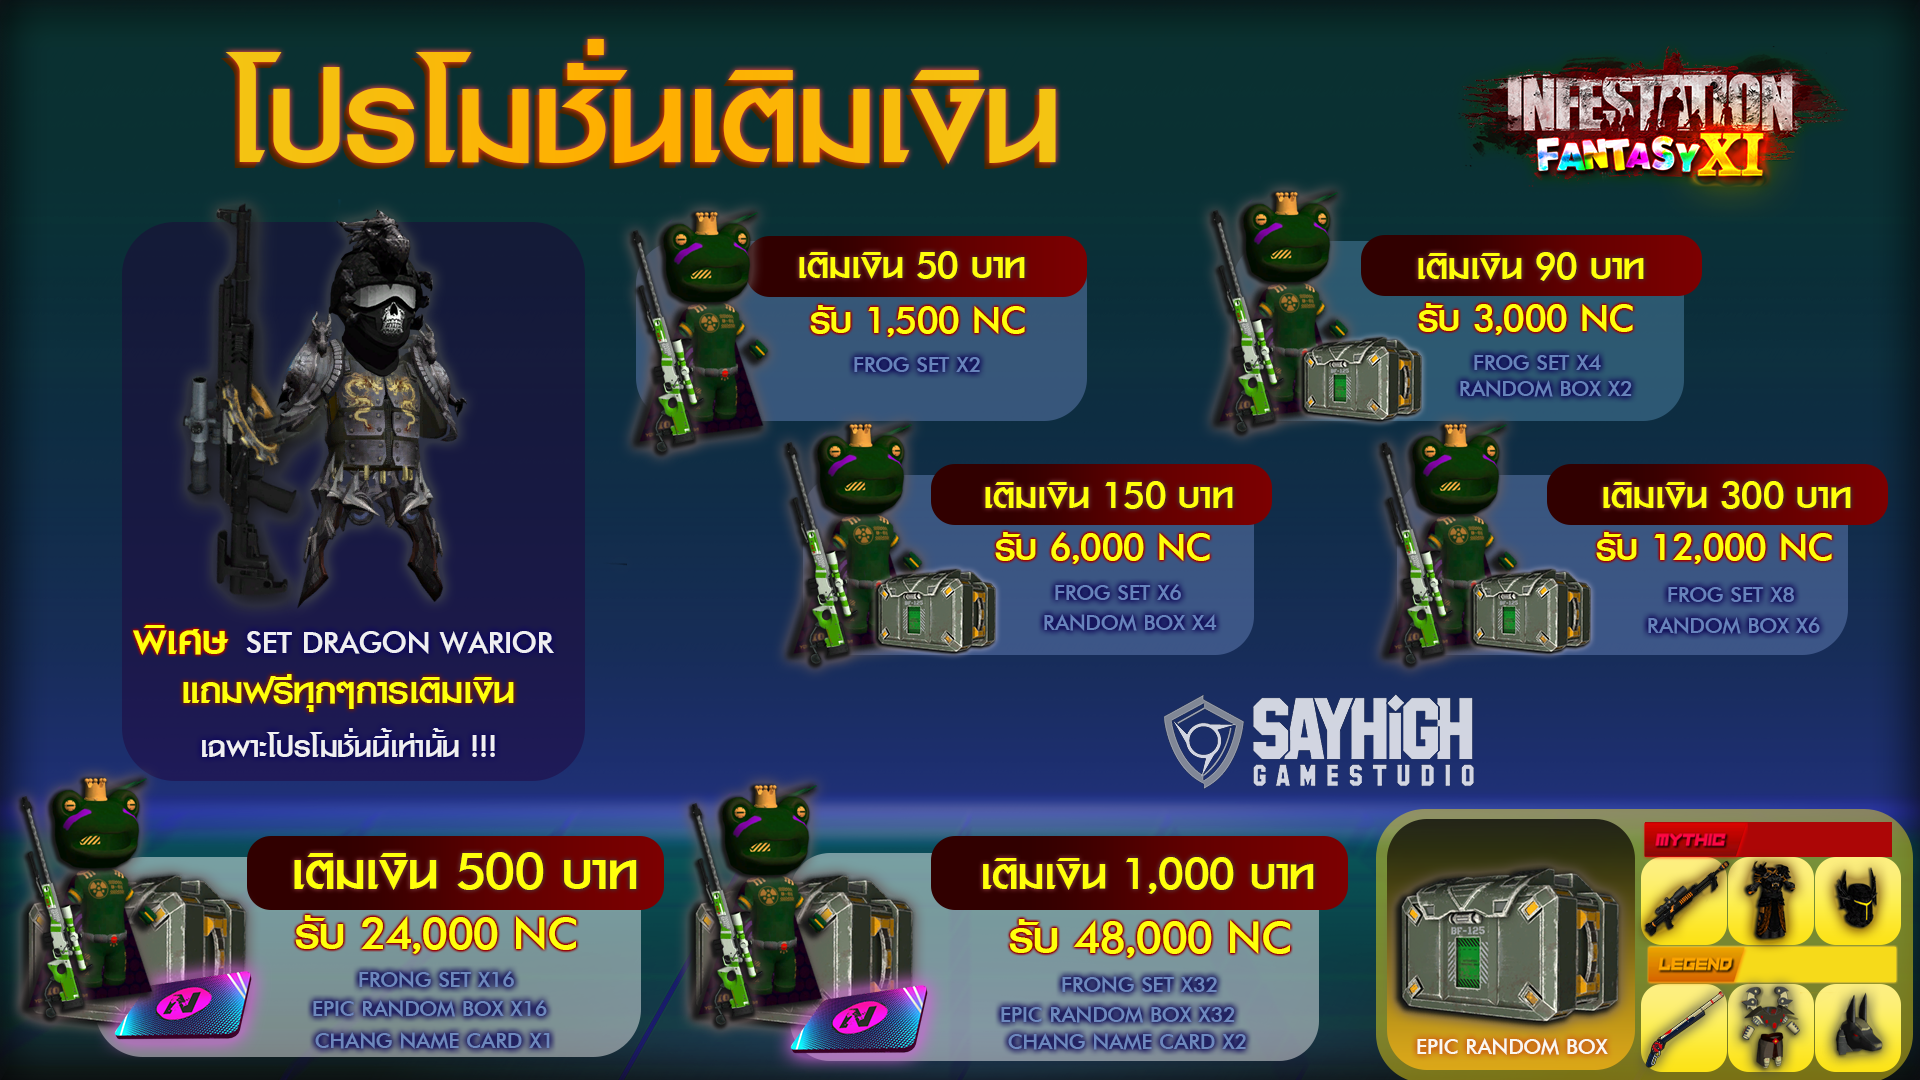 โปรโมชั่นเติมเงิน
INFESTATION
FANTASY XI
เติมเงิน 50 บาท
รับ 1,500 NC
FROG SET X2
เติมเงิน 90 บาท
รับ 3,000 NC
FROG SET X4
RANDOM BOX X2
เติมเงิน 150 บาท
รับ 6,000 NC
FROG SET X6
RANDOM BOX X4
เติมเงิน 300 บาท
รับ 12,000 NC
FROG SET X8
RANDOM BOX X6
พิเศษ SET DRAGON WARIOR
แถมฟรีทุกๆการเติมเงิน
เฉพาะโปรโมชั่นนี้เท่านั้น !!!
SAYHiGH
GAMESTUDIO
เติมเงิน 500 บาท
รับ 24,000 NC
FRONG SET X16
EPIC RANDOM BOX X16
CHANG NAME CARD X1
เติมเงิน 1,000 บาท
รับ 48,000 NC
FRONG SET X32
EPIC RANDOM BOX X32
CHANG NAME CARD X2
BF-125
EPIC RANDOM BOX
MYTHIC
LEGEND